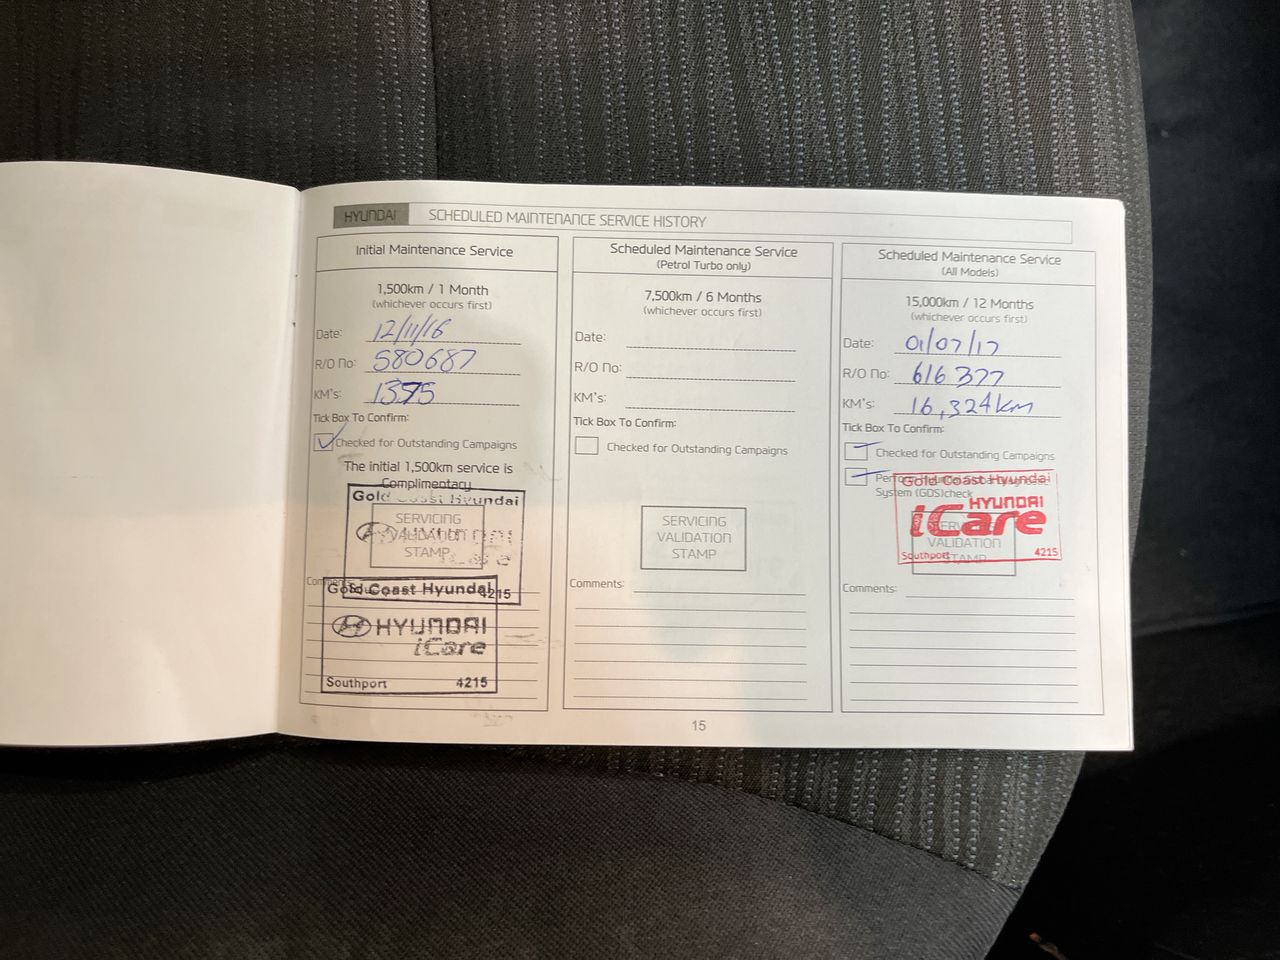 HYUNDAI SCHEDULED MAINTENANCE SERVICE HISTORY
Initial Maintenance Service
1,500km / 1 Month
(whichever occurs first)
Date: 12/11/16
R/O No: 580687
KM's: 1375
Tick Box To Confirm:
Checked for Outstanding Campaigns
The initial 1,500km service is
Complimentary
Gold Coast Hyundai
SERVICING
VALIDATION
STAMP
HYUNDAI
iCare
4215
Comments:
Gold Coast Hyundai
HYUNDAI
iCare
Southport 4215
Scheduled Maintenance Service
(Petrol Turbo only)
7,500km / 6 Months
(whichever occurs first)
Date:
R/O No:
KM's:
Tick Box To Confirm:
Checked for Outstanding Campaigns
SERVICING
VALIDATION
STAMP
Comments:
Scheduled Maintenance Service
(All Models)
15,000km / 12 Months
(whichever occurs first)
Date: 01/07/17
R/O No: 616377
KM's: 16,324km
Tick Box To Confirm:
Checked for Outstanding Campaigns
System (GDS)check
Gold Coast Hyundai
HYUNDAI
iCare
Southport 4215
VALIDATION
STAMP
Comments:
15